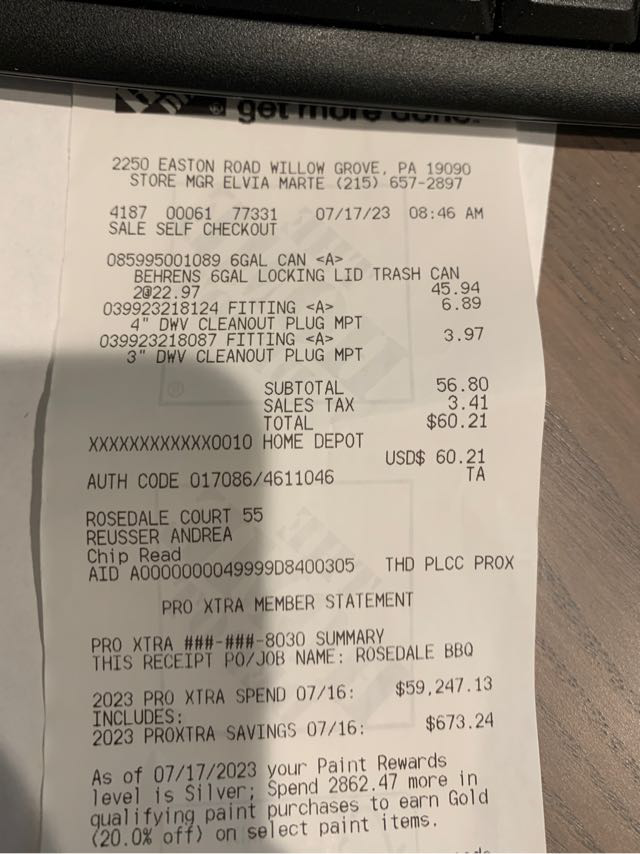 get more done.
2250 EASTON ROAD WILLOW GROVE, PA 19090
STORE MGR ELVIA MARTE (215) 657-2897
4187 00061 77331 07/17/23 08:46 AM
SALE SELF CHECKOUT
085995001089 6GAL CAN <A>
BEHRENS 6GAL LOCKING LID TRASH CAN
2@22.97 45.94
039923218124 FITTING <A> 6.89
4" DWV CLEANOUT PLUG MPT
039923218087 FITTING <A> 3.97
3" DWV CLEANOUT PLUG MPT
SUBTOTAL 56.80
SALES TAX 3.41
TOTAL $60.21
XXXXXXXXXXXX0010 HOME DEPOT
USD$ 60.21
AUTH CODE 017086/4611046 TA
ROSEDALE COURT 55
REUSSER ANDREA
Chip Read
AID A0000000049999D8400305 THD PLCC PROX
PRO XTRA MEMBER STATEMENT
PRO XTRA ###-###-8030 SUMMARY
THIS RECEIPT PO/JOB NAME: ROSEDALE BBQ
2023 PRO XTRA SPEND 07/16: $59,247.13
INCLUDES:
2023 PROXTRA SAVINGS 07/16: $673.24
As of 07/17/2023 your Paint Rewards
level is Silver; Spend 2862.47 more in
qualifying paint purchases to earn Gold
(20.0% off) on select paint items.